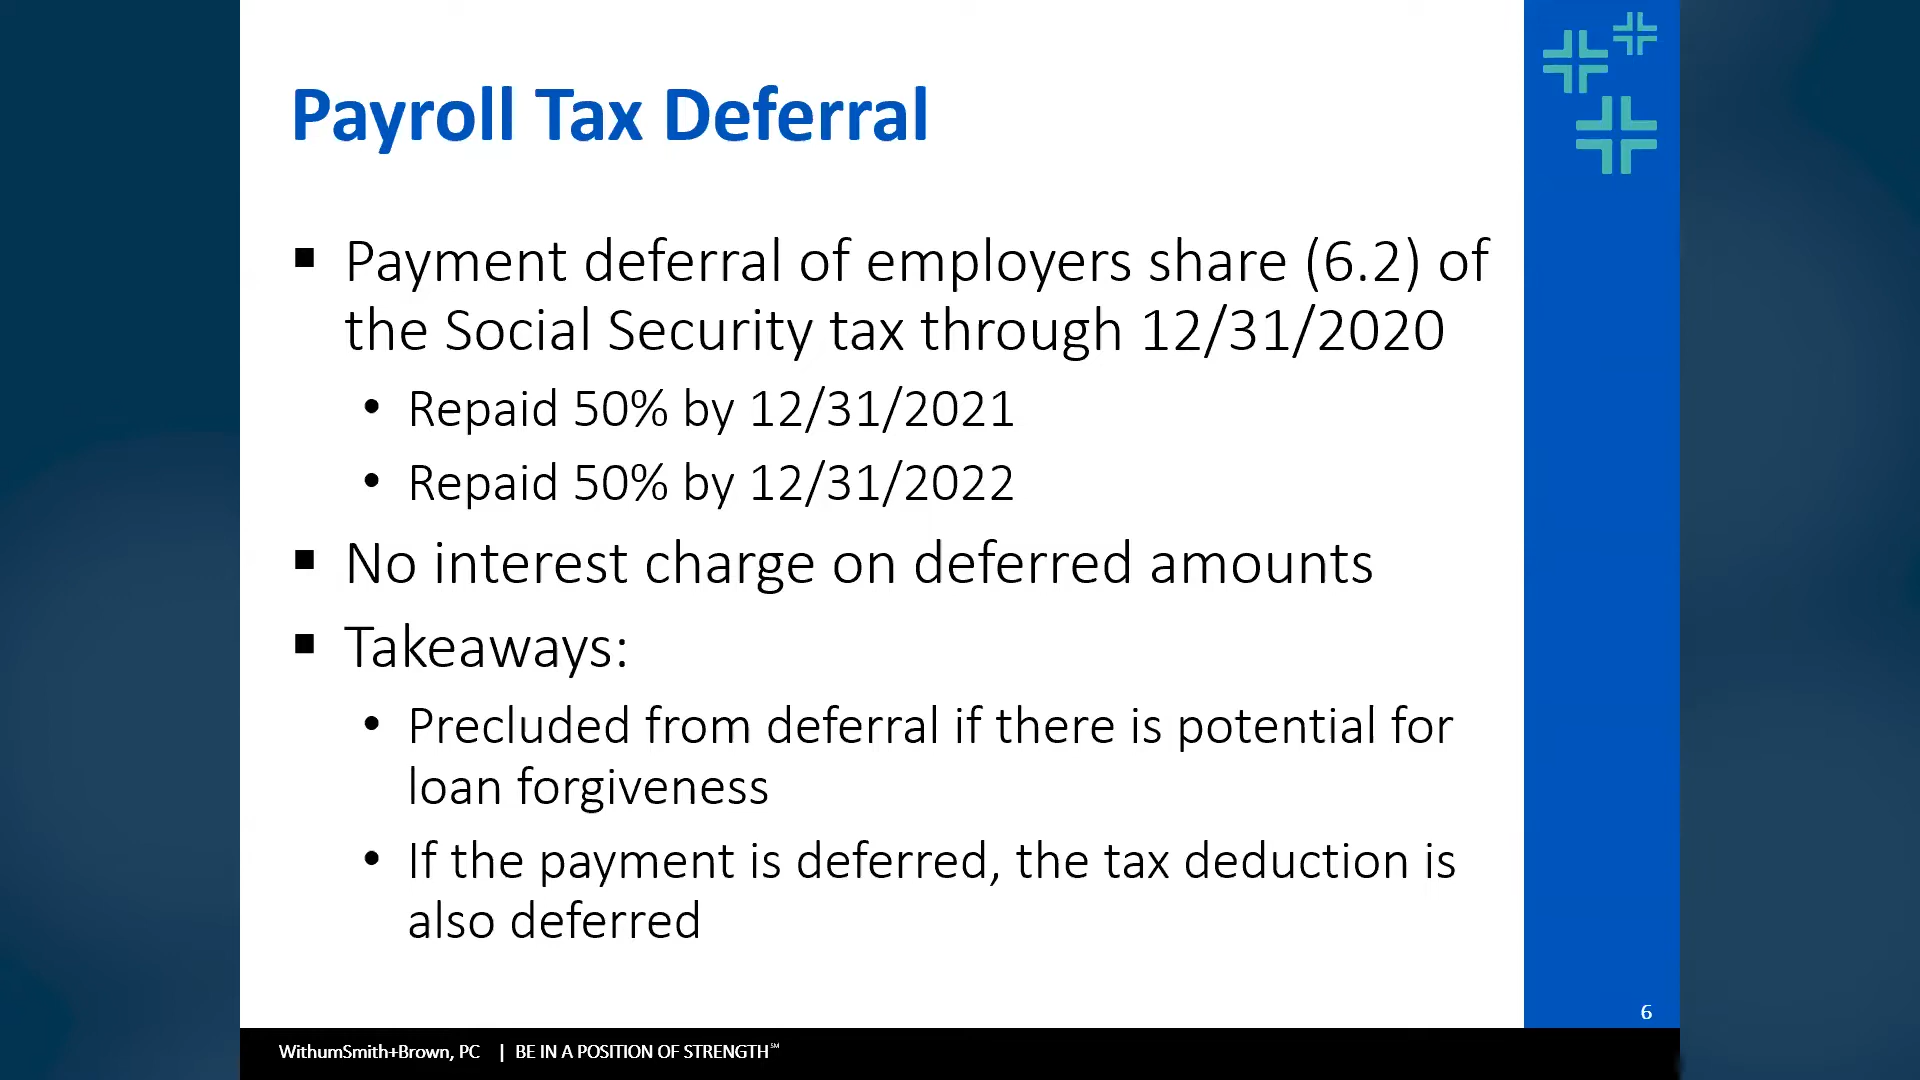 Payroll Tax Deferral
▪ Payment deferral of employers share (6.2) of
the Social Security tax through 12/31/2020
• Repaid 50% by 12/31/2021
• Repaid 50% by 12/31/2022
▪ No interest charge on deferred amounts
▪ Takeaways:
• Precluded from deferral if there is potential for
loan forgiveness
• If the payment is deferred, the tax deduction is
also deferred
6
WithumSmith+Brown, PC | BE IN A POSITION OF STRENGTH℠